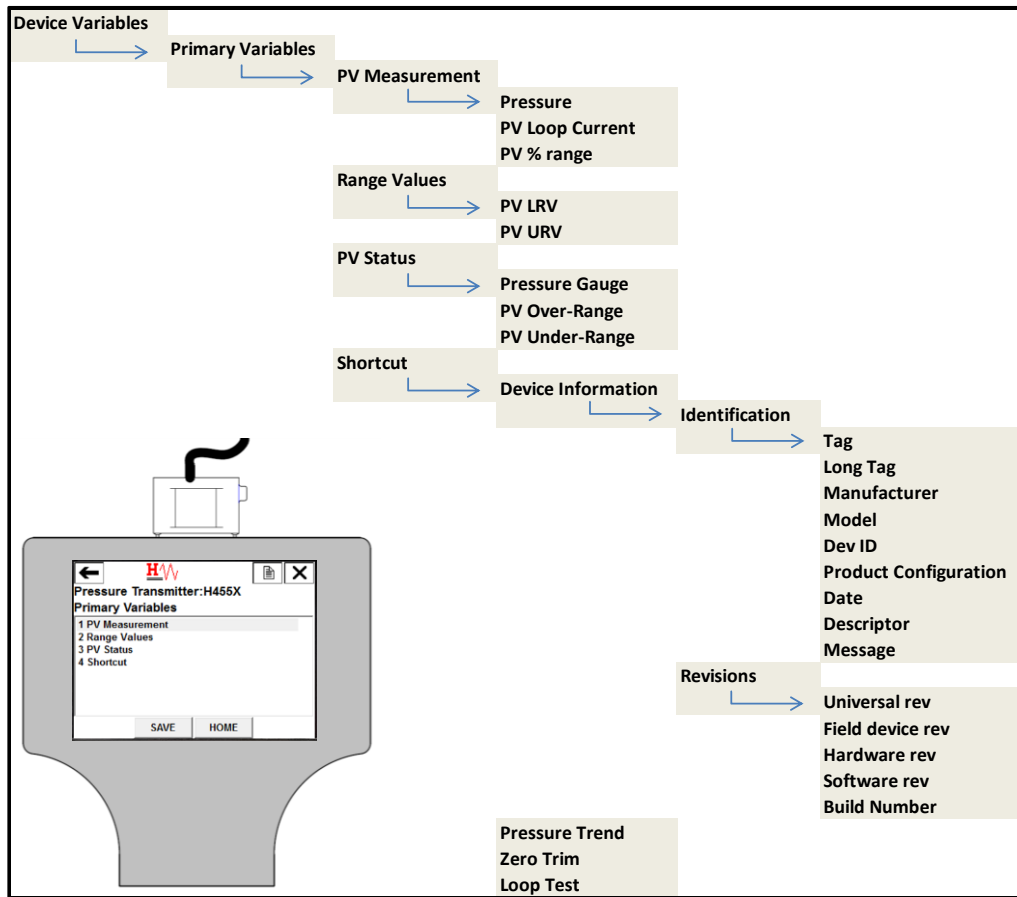 Device Variables
Primary Variables
PV Measurement
Pressure
PV Loop Current
PV % range
Range Values
PV LRV
PV URV
PV Status
Pressure Gauge
PV Over-Range
PV Under-Range
Shortcut
Device Information
Identification
Tag
Long Tag
Manufacturer
Model
Dev ID
Product Configuration
Date
Descriptor
Message
Revisions
Universal rev
Field device rev
Hardware rev
Software rev
Build Number
Pressure Trend
Zero Trim
Loop Test
H
Pressure Transmitter:H455X
Primary Variables
1 PV Measurement
2 Range Values
3 PV Status
4 Shortcut
SAVE HOME